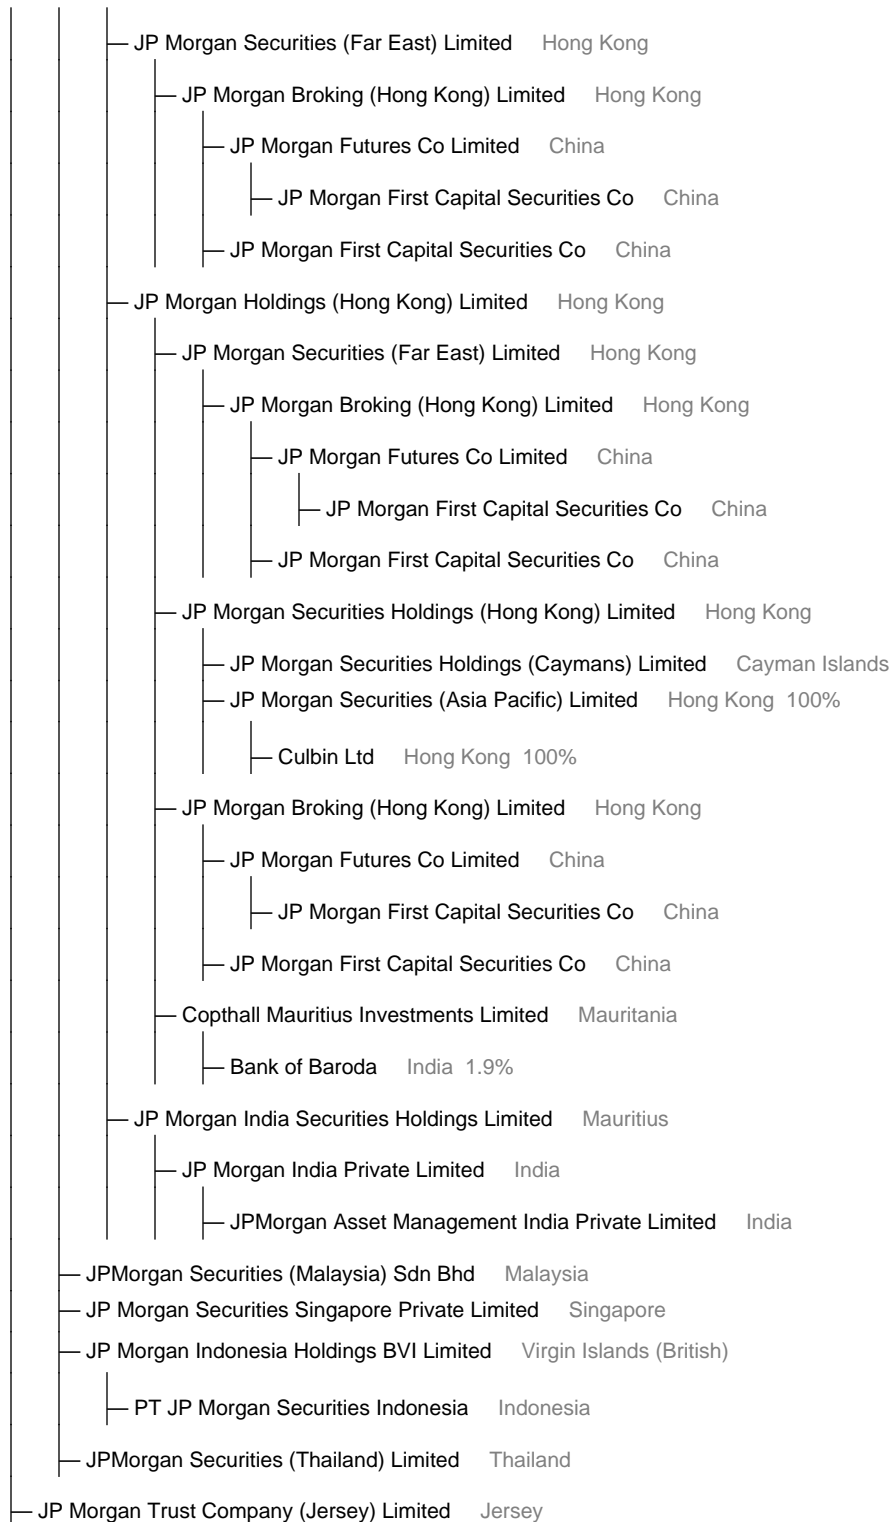 JP Morgan Securities (Far East) Limited Hong Kong
JP Morgan Broking (Hong Kong) Limited Hong Kong
JP Morgan Futures Co Limited China
JP Morgan First Capital Securities Co China
JP Morgan First Capital Securities Co China
JP Morgan Holdings (Hong Kong) Limited Hong Kong
JP Morgan Securities (Far East) Limited Hong Kong
JP Morgan Broking (Hong Kong) Limited Hong Kong
JP Morgan Futures Co Limited China
JP Morgan First Capital Securities Co China
JP Morgan First Capital Securities Co China
JP Morgan Securities Holdings (Hong Kong) Limited Hong Kong
JP Morgan Securities Holdings (Caymans) Limited Cayman Islands
JP Morgan Securities (Asia Pacific) Limited Hong Kong 100%
Culbin Ltd Hong Kong 100%
JP Morgan Broking (Hong Kong) Limited Hong Kong
JP Morgan Futures Co Limited China
JP Morgan First Capital Securities Co China
JP Morgan First Capital Securities Co China
Copthall Mauritius Investments Limited Mauritania
Bank of Baroda India 1.9%
JP Morgan India Securities Holdings Limited Mauritius
JP Morgan India Private Limited India
JPMorgan Asset Management India Private Limited India
JPMorgan Securities (Malaysia) Sdn Bhd Malaysia
JP Morgan Securities Singapore Private Limited Singapore
JP Morgan Indonesia Holdings BVI Limited Virgin Islands (British)
PT JP Morgan Securities Indonesia Indonesia
JPMorgan Securities (Thailand) Limited Thailand
JP Morgan Trust Company (Jersey) Limited Jersey